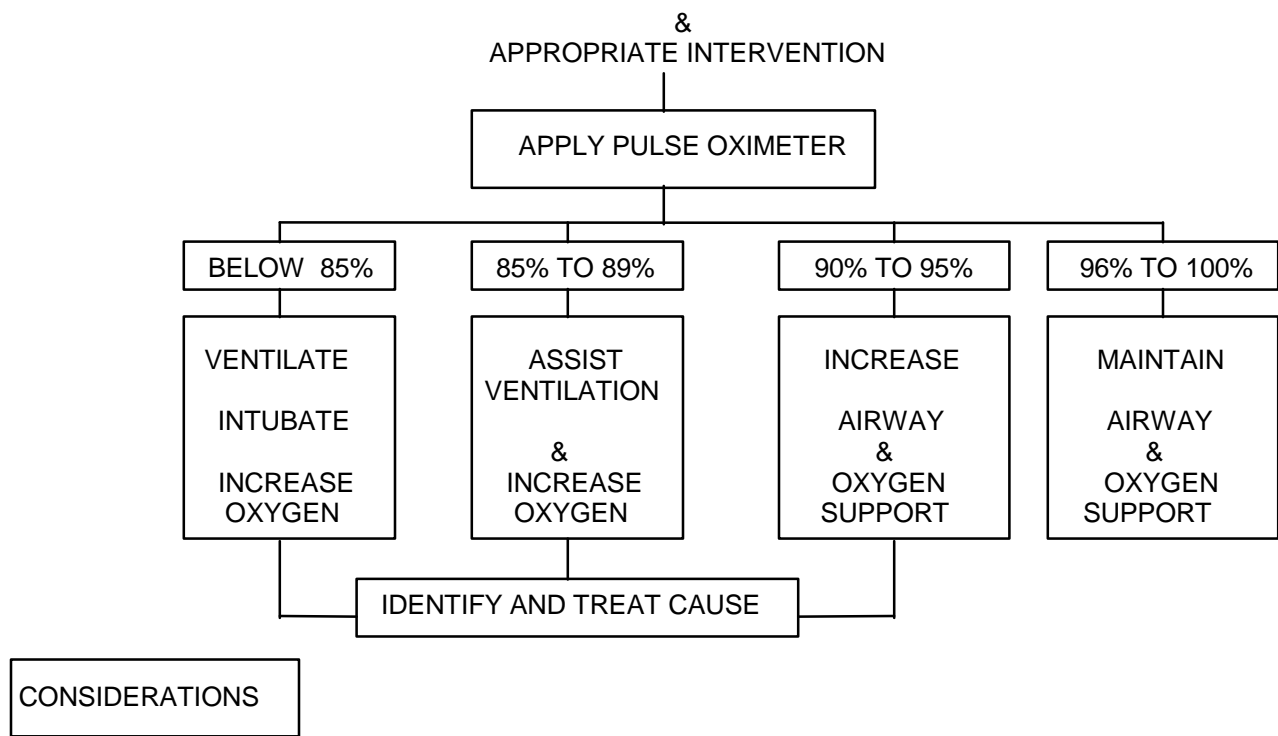 &
APPROPRIATE INTERVENTION
APPLY PULSE OXIMETER
BELOW 85%
85% TO 89%
90% TO 95%
96% TO 100%
VENTILATE
INTUBATE
INCREASE
OXYGEN
ASSIST
VENTILATION
&
INCREASE
OXYGEN
INCREASE
AIRWAY
&
OXYGEN
SUPPORT
MAINTAIN
AIRWAY
&
OXYGEN
SUPPORT
IDENTIFY AND TREAT CAUSE
CONSIDERATIONS